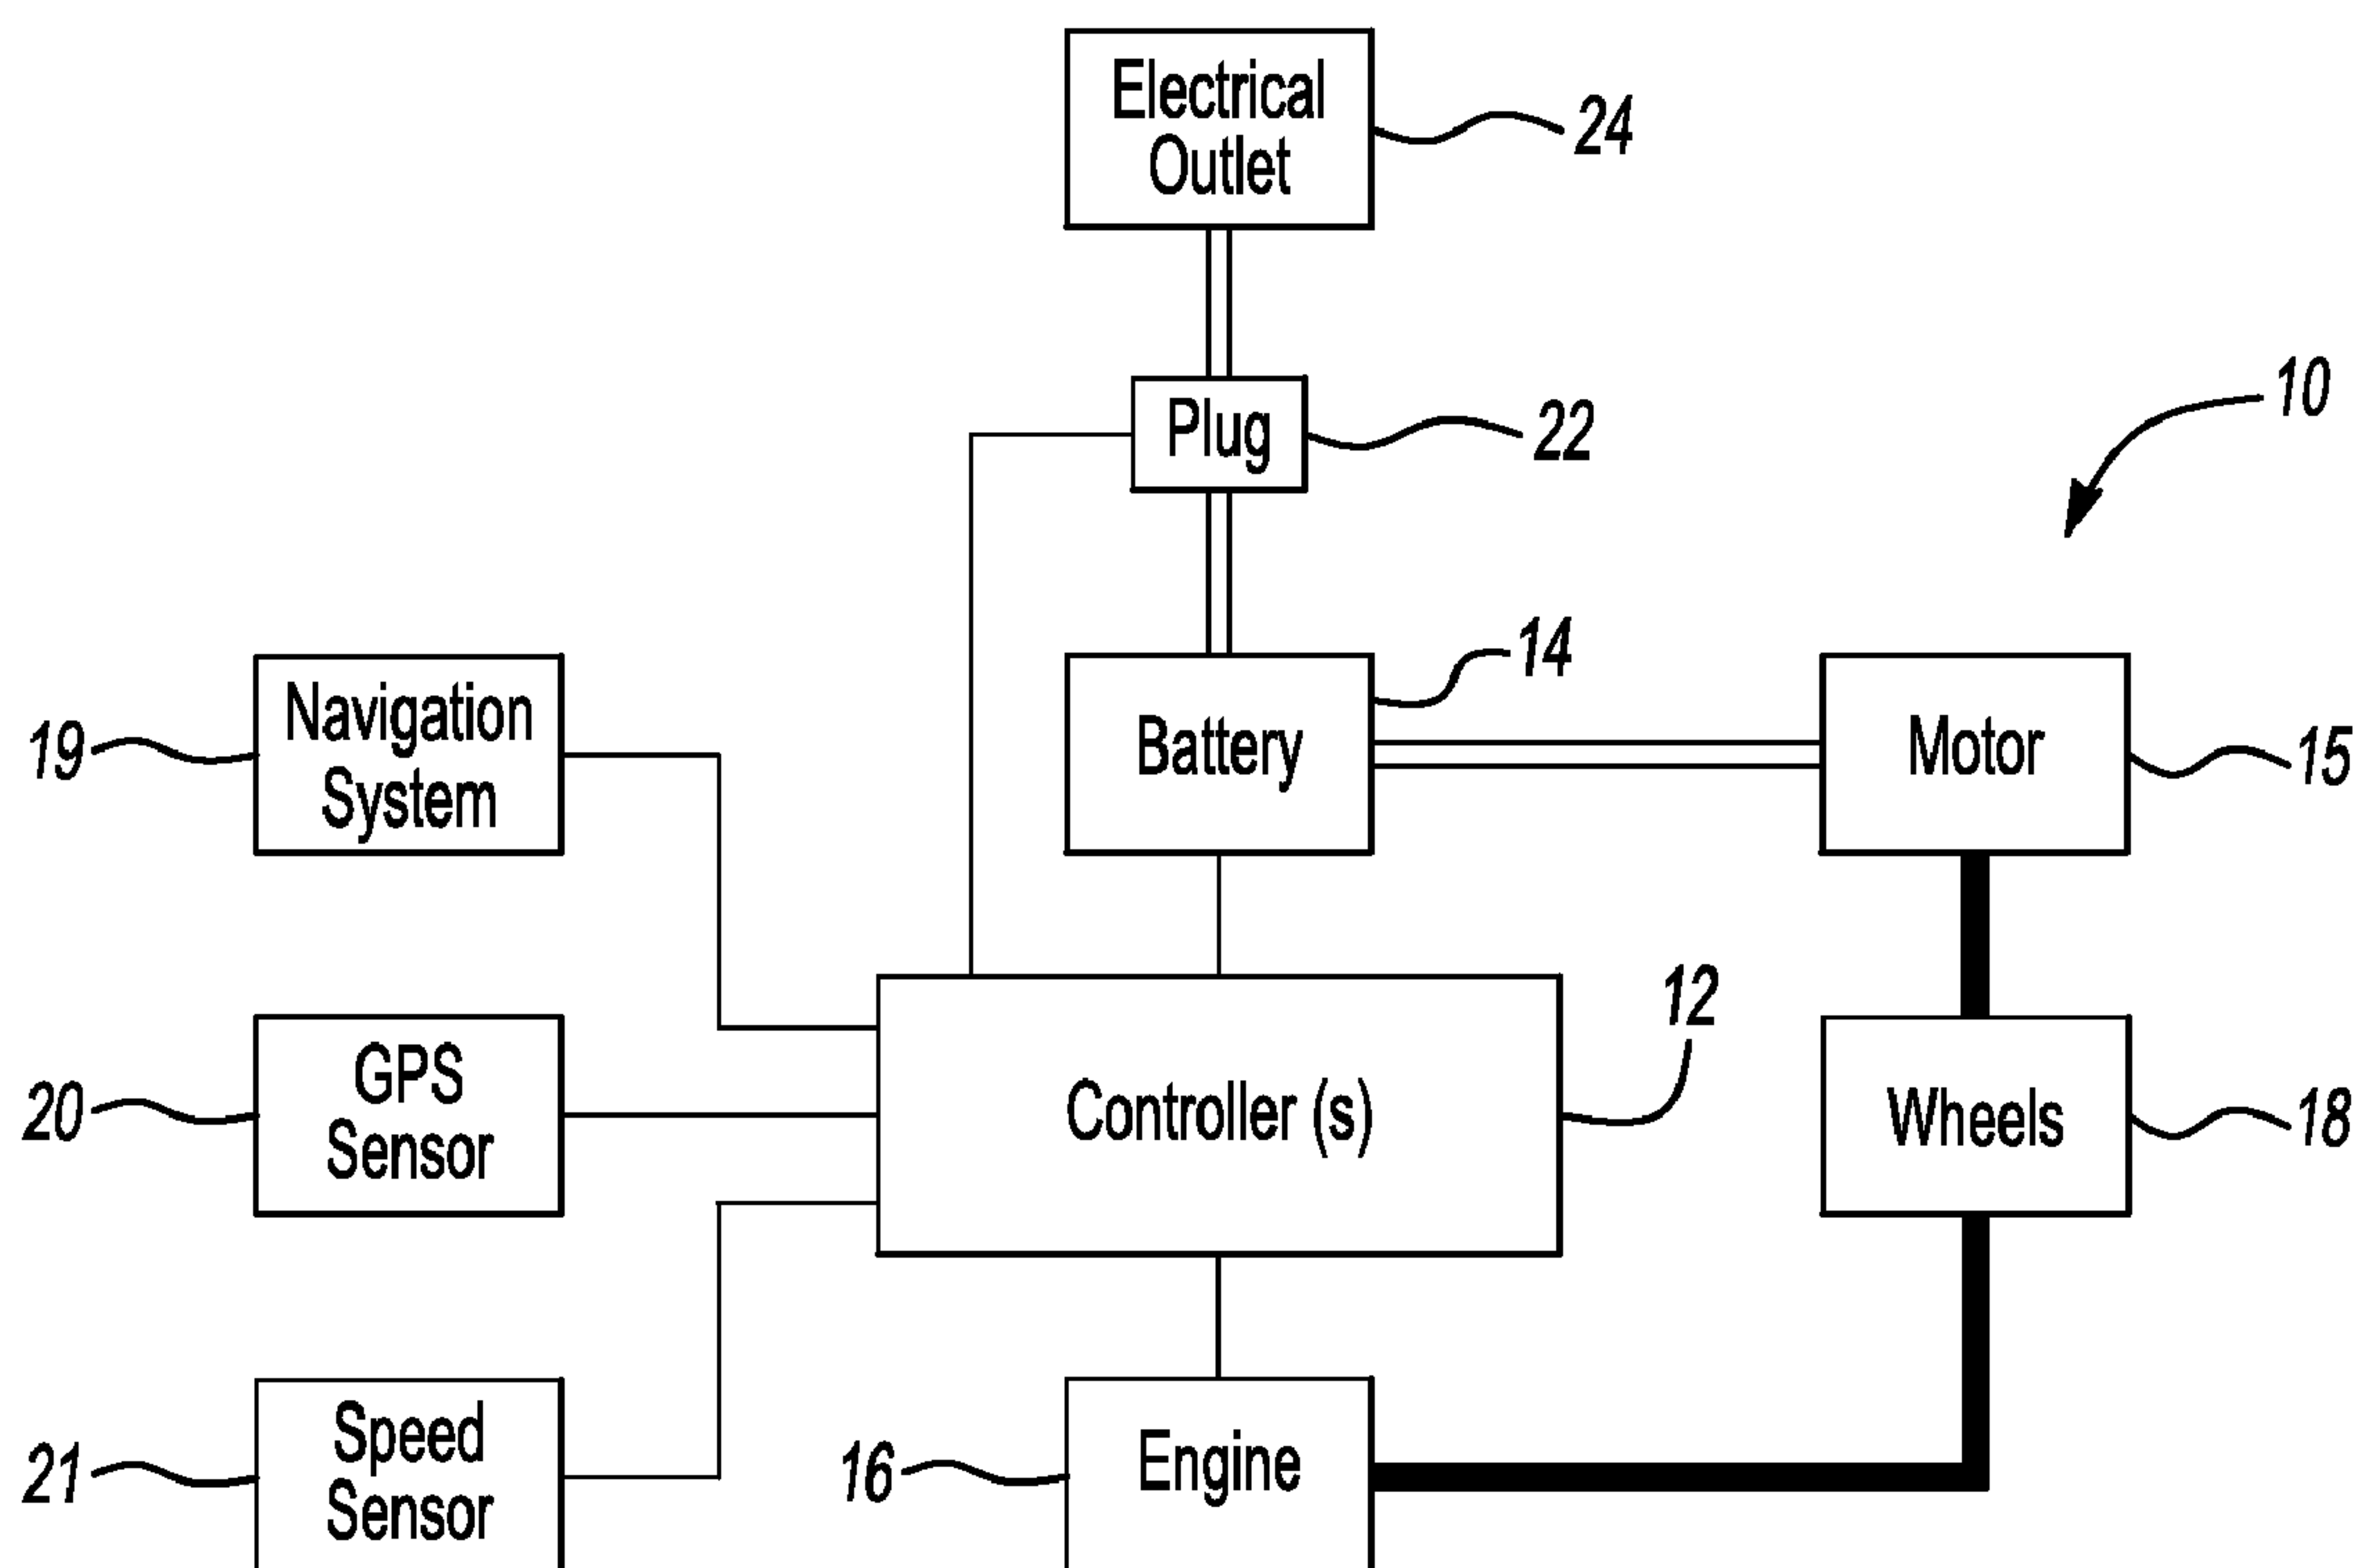 Electrical
Outlet
24
Plug
22
10
14
Navigation
System
19
Battery
Motor
15
12
GPS
Sensor
20
Controller (s)
Wheels
18
Speed
Sensor
21
16
Engine